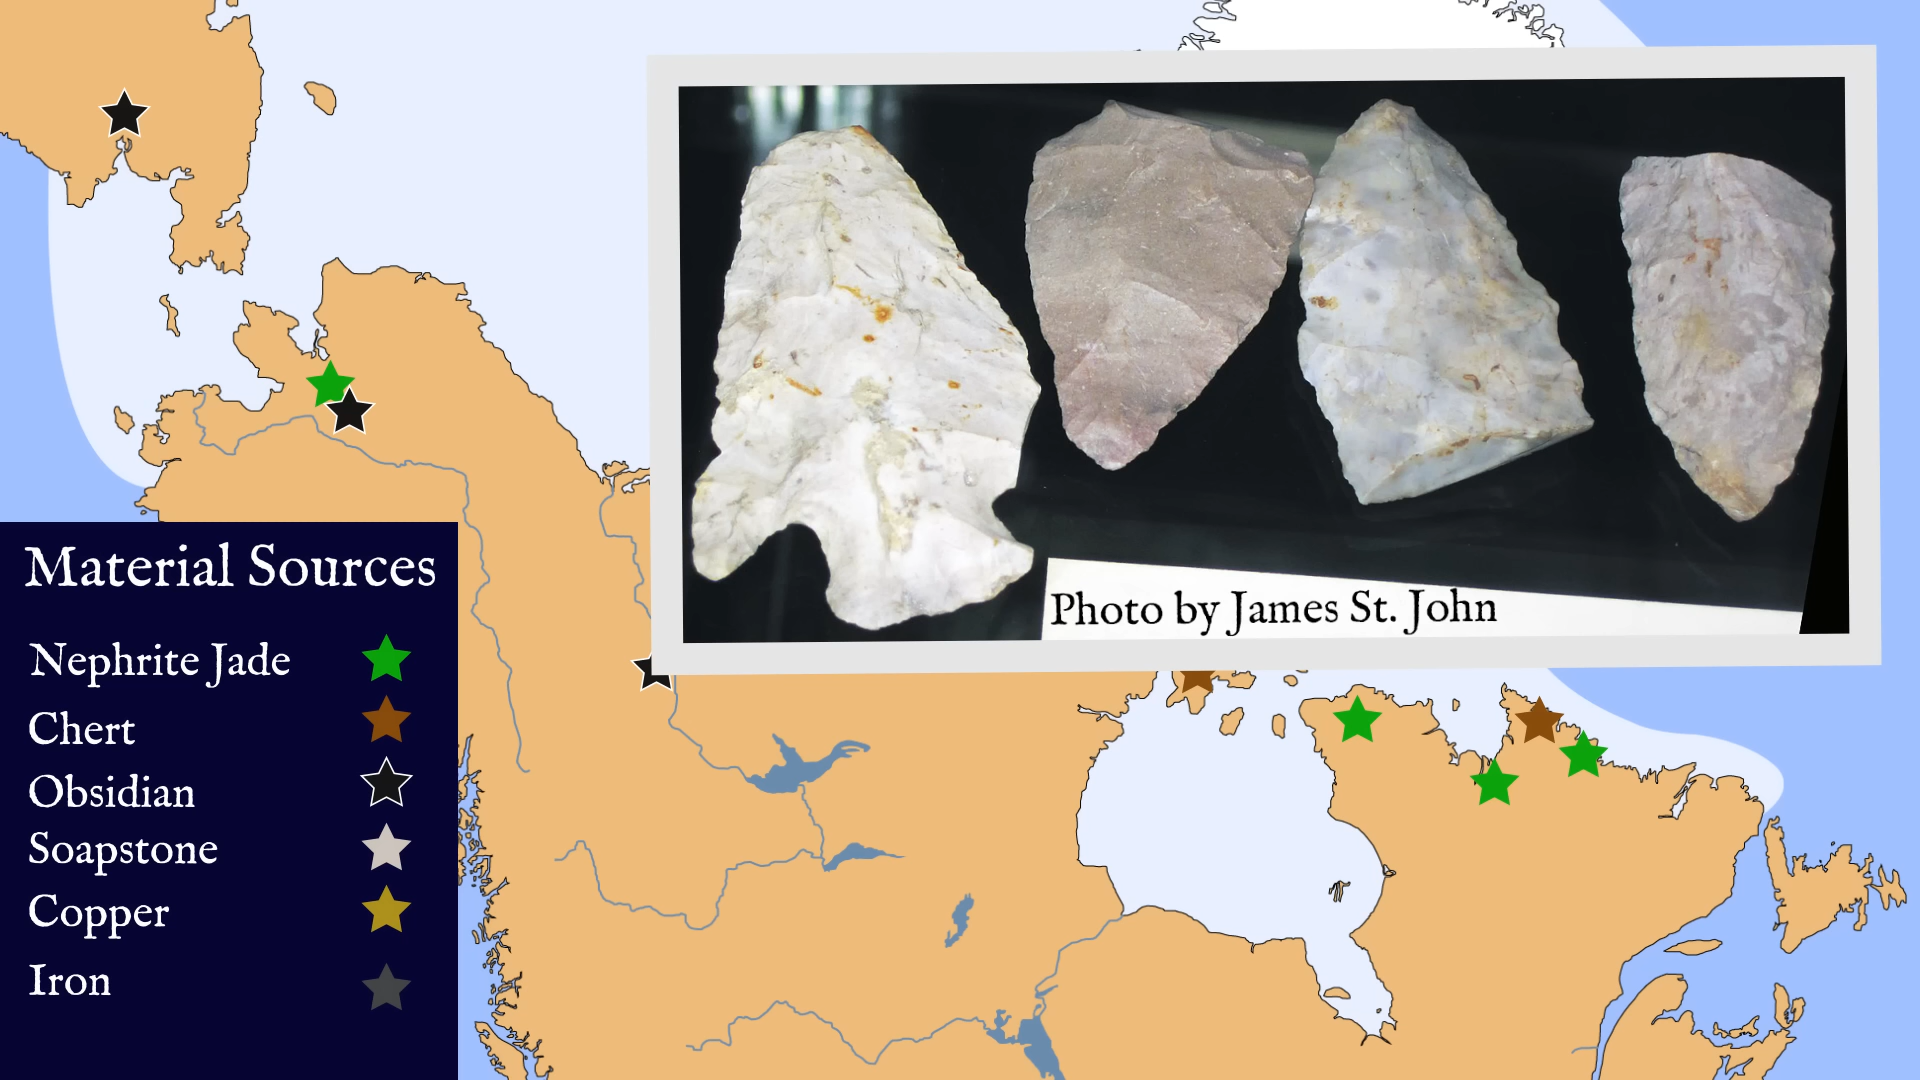 Material Sources
Nephrite Jade
Chert
Obsidian
Soapstone
Copper
Iron
Photo by James St. John